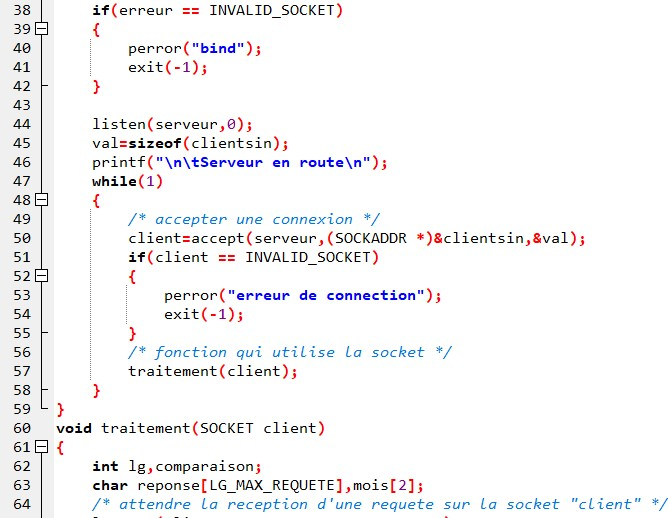 38 if(erreur == INVALID_SOCKET)
39 {
40 perror("bind");
41 exit(-1);
42 }
43
44 listen(serveur,0);
45 val=sizeof(clientsin);
46 printf("\n\tServeur en route\n");
47 while(1)
48 {
49 /* accepter une connexion */
50 client=accept(serveur,(SOCKADDR *)&clientsin,&val);
51 if(client == INVALID_SOCKET)
52 {
53 perror("erreur de connection");
54 exit(-1);
55 }
56 /* fonction qui utilise la socket */
57 traitement(client);
58 }
59 }
60 void traitement(SOCKET client)
61 {
62 int lg,comparaison;
63 char reponse[LG_MAX_REQUETE],mois[2];
64 /* attendre la reception d'une requete sur la socket "client" */